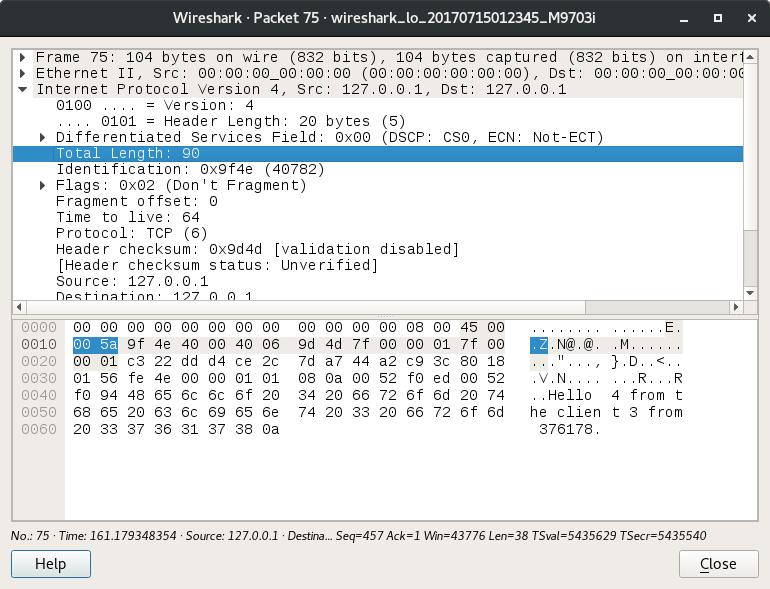 Wireshark · Packet 75 · wireshark_lo_20170715012345_M9703i
Frame 75: 104 bytes on wire (832 bits), 104 bytes captured (832 bits) on interf
Ethernet II, Src: 00:00:00_00:00:00 (00:00:00:00:00:00), Dst: 00:00:00_00:00:00
Internet Protocol Version 4, Src: 127.0.0.1, Dst: 127.0.0.1
0100 .... = Version: 4
.... 0101 = Header Length: 20 bytes (5)
Differentiated Services Field: 0x00 (DSCP: CS0, ECN: Not-ECT)
Total Length: 90
Identification: 0x9f4e (40782)
Flags: 0x02 (Don't Fragment)
Fragment offset: 0
Time to live: 64
Protocol: TCP (6)
Header checksum: 0x9d4d [validation disabled]
[Header checksum status: Unverified]
Source: 127.0.0.1
Destination: 127.0.0.1
0000 00 00 00 00 00 00 00 00 00 00 00 00 08 00 45 00 ........ ......E.
0010 00 5a 9f 4e 40 00 40 06 9d 4d 7f 00 00 01 7f 00 .Z.N@.@. .M......
0020 00 01 c3 22 dd d4 ce 2c 7d a7 44 a2 c9 3c 80 18 ..."..., }.D..<..
0030 01 56 fe 4e 00 00 01 01 08 0a 00 52 f0 ed 00 52 .V.N.... ...R...R
0040 f0 94 48 65 6c 6c 6f 20 34 20 66 72 6f 6d 20 74 ..Hello 4 from t
0050 68 65 20 63 6c 69 65 6e 74 20 33 20 66 72 6f 6d he clien t 3 from
0060 20 33 37 36 31 37 38 0a 376178.
No.: 75 · Time: 161.179348354 · Source: 127.0.0.1 · Destina... Seq=457 Ack=1 Win=43776 Len=38 TSval=5435629 TSecr=5435540
Help
Close